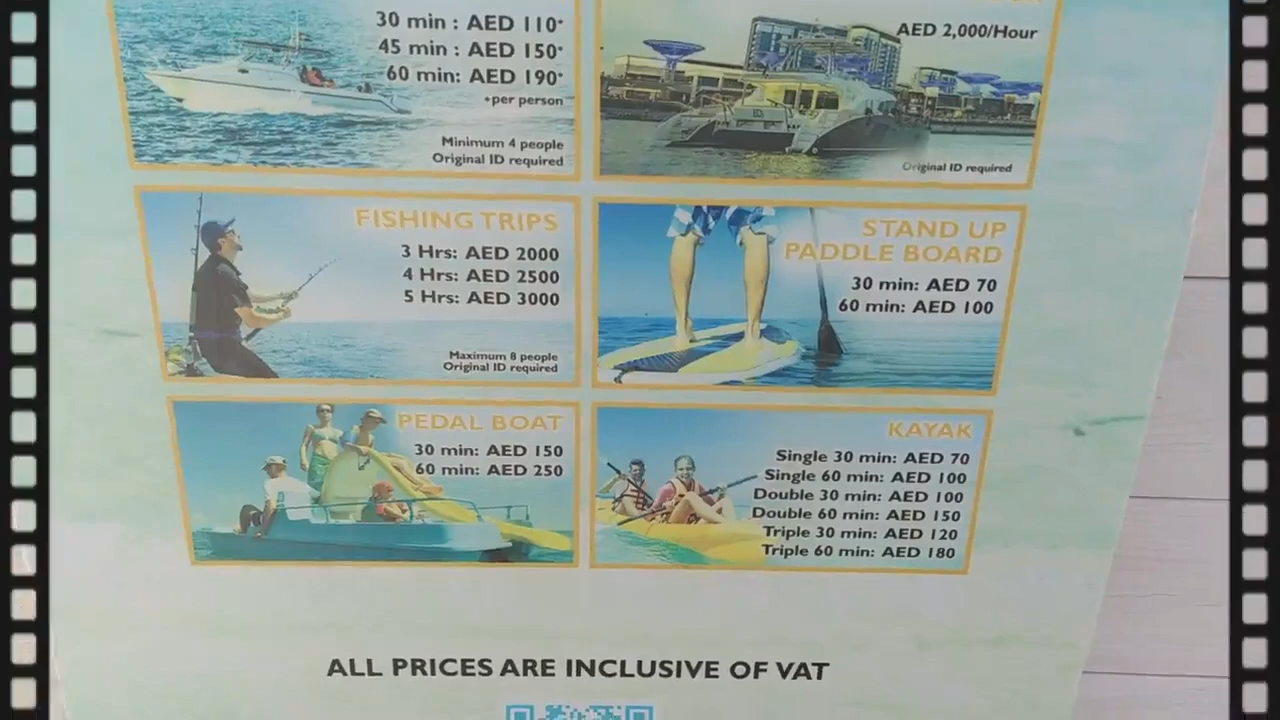 30 min : AED 110*
45 min : AED 150*
60 min: AED 190*
*per person
Minimum 4 people
Original ID required
AED 2,000/Hour
Original ID required
FISHING TRIPS
3 Hrs: AED 2000
4 Hrs: AED 2500
5 Hrs: AED 3000
Maximum 8 people
Original ID required
STAND UP
PADDLE BOARD
30 min: AED 70
60 min: AED 100
PEDAL BOAT
30 min: AED 150
60 min: AED 250
KAYAK
Single 30 min: AED 70
Single 60 min: AED 100
Double 30 min: AED 100
Double 60 min: AED 150
Triple 30 min: AED 120
Triple 60 min: AED 180
ALL PRICES ARE INCLUSIVE OF VAT